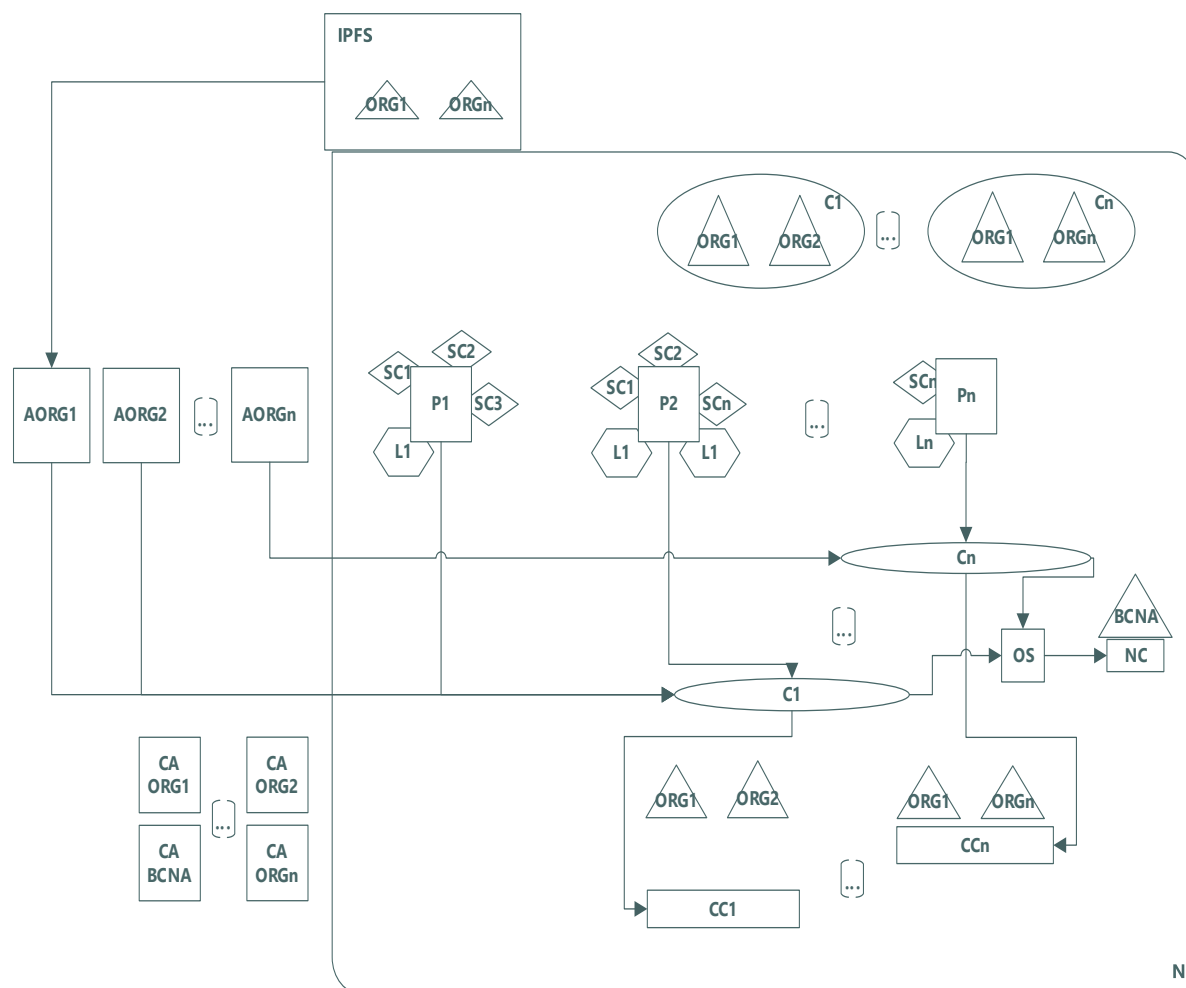 IPFS
ORG1 ORGn
C1
Cn
ORG1 ORG2
...
ORG1 ORGn
SC2
SC2
SC1
SC1
SCn
P1
SC3
P2
SCn
Pn
...
AORG1
AORG2
...
AORGn
L1
L1
L1
Ln
Cn
BCNA
...
OS
NC
C1
CA
ORG1
CA
ORG2
ORG1
ORG2
ORG1
ORGn
...
CCn
CA
BCNA
CA
ORGn
...
CC1
N